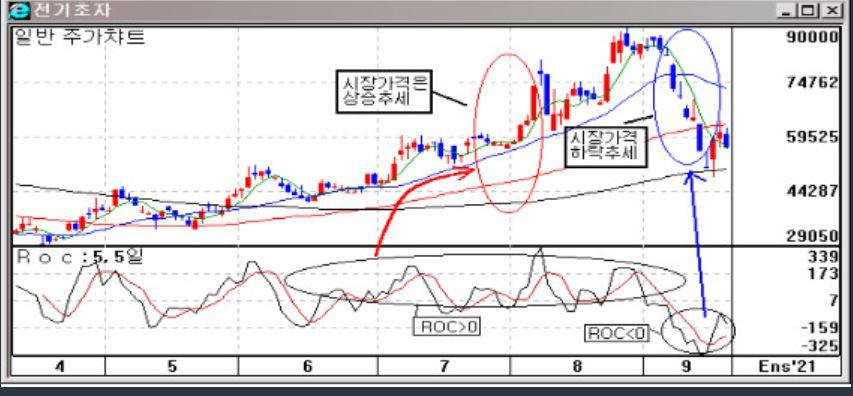 전기초자
일반 주가챠트
90000
시장가격은
상승추세
74762
시장가격
하락추세
59525
44287
29050
Roc:5,5일
339
173
7
ROC>0
ROC<0
-159
-325
4 5 6 7 8 9 Ens'21